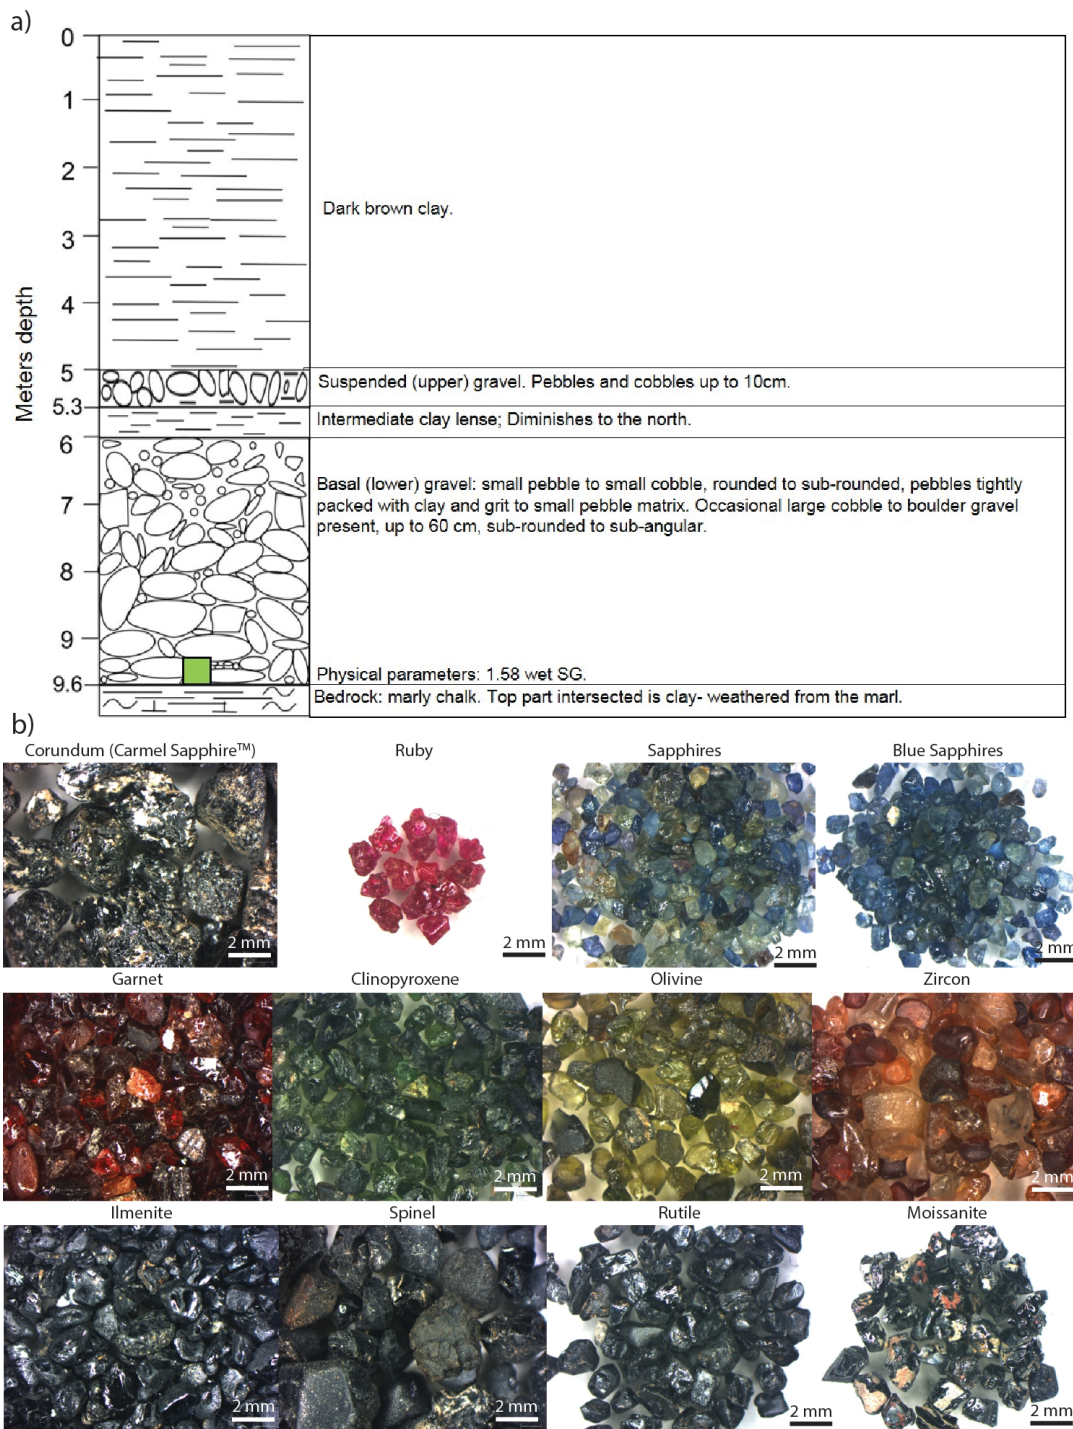 a)
0
1
2
3
4
5
5.3
6
7
8
9
9.6
Meters depth
Dark brown clay.
Suspended (upper) gravel. Pebbles and cobbles up to 10cm.
Intermediate clay lense; Diminishes to the north.
Basal (lower) gravel: small pebble to small cobble, rounded to sub-rounded, pebbles tightly
packed with clay and grit to small pebble matrix. Occasional large cobble to boulder gravel
present, up to 60 cm, sub-rounded to sub-angular.
Physical parameters: 1.58 wet SG.
Bedrock: marly chalk. Top part intersected is clay- weathered from the marl.
b)
Corundum (Carmel Sapphire™)
Ruby
Sapphires
Blue Sapphires
2 mm
2 mm
2 mm
2 mm
Garnet
Clinopyroxene
Olivine
Zircon
2 mm
2 mm
2 mm
2 mm
Ilmenite
Spinel
Rutile
Moissanite
2 mm
2 mm
2 mm
2 mm